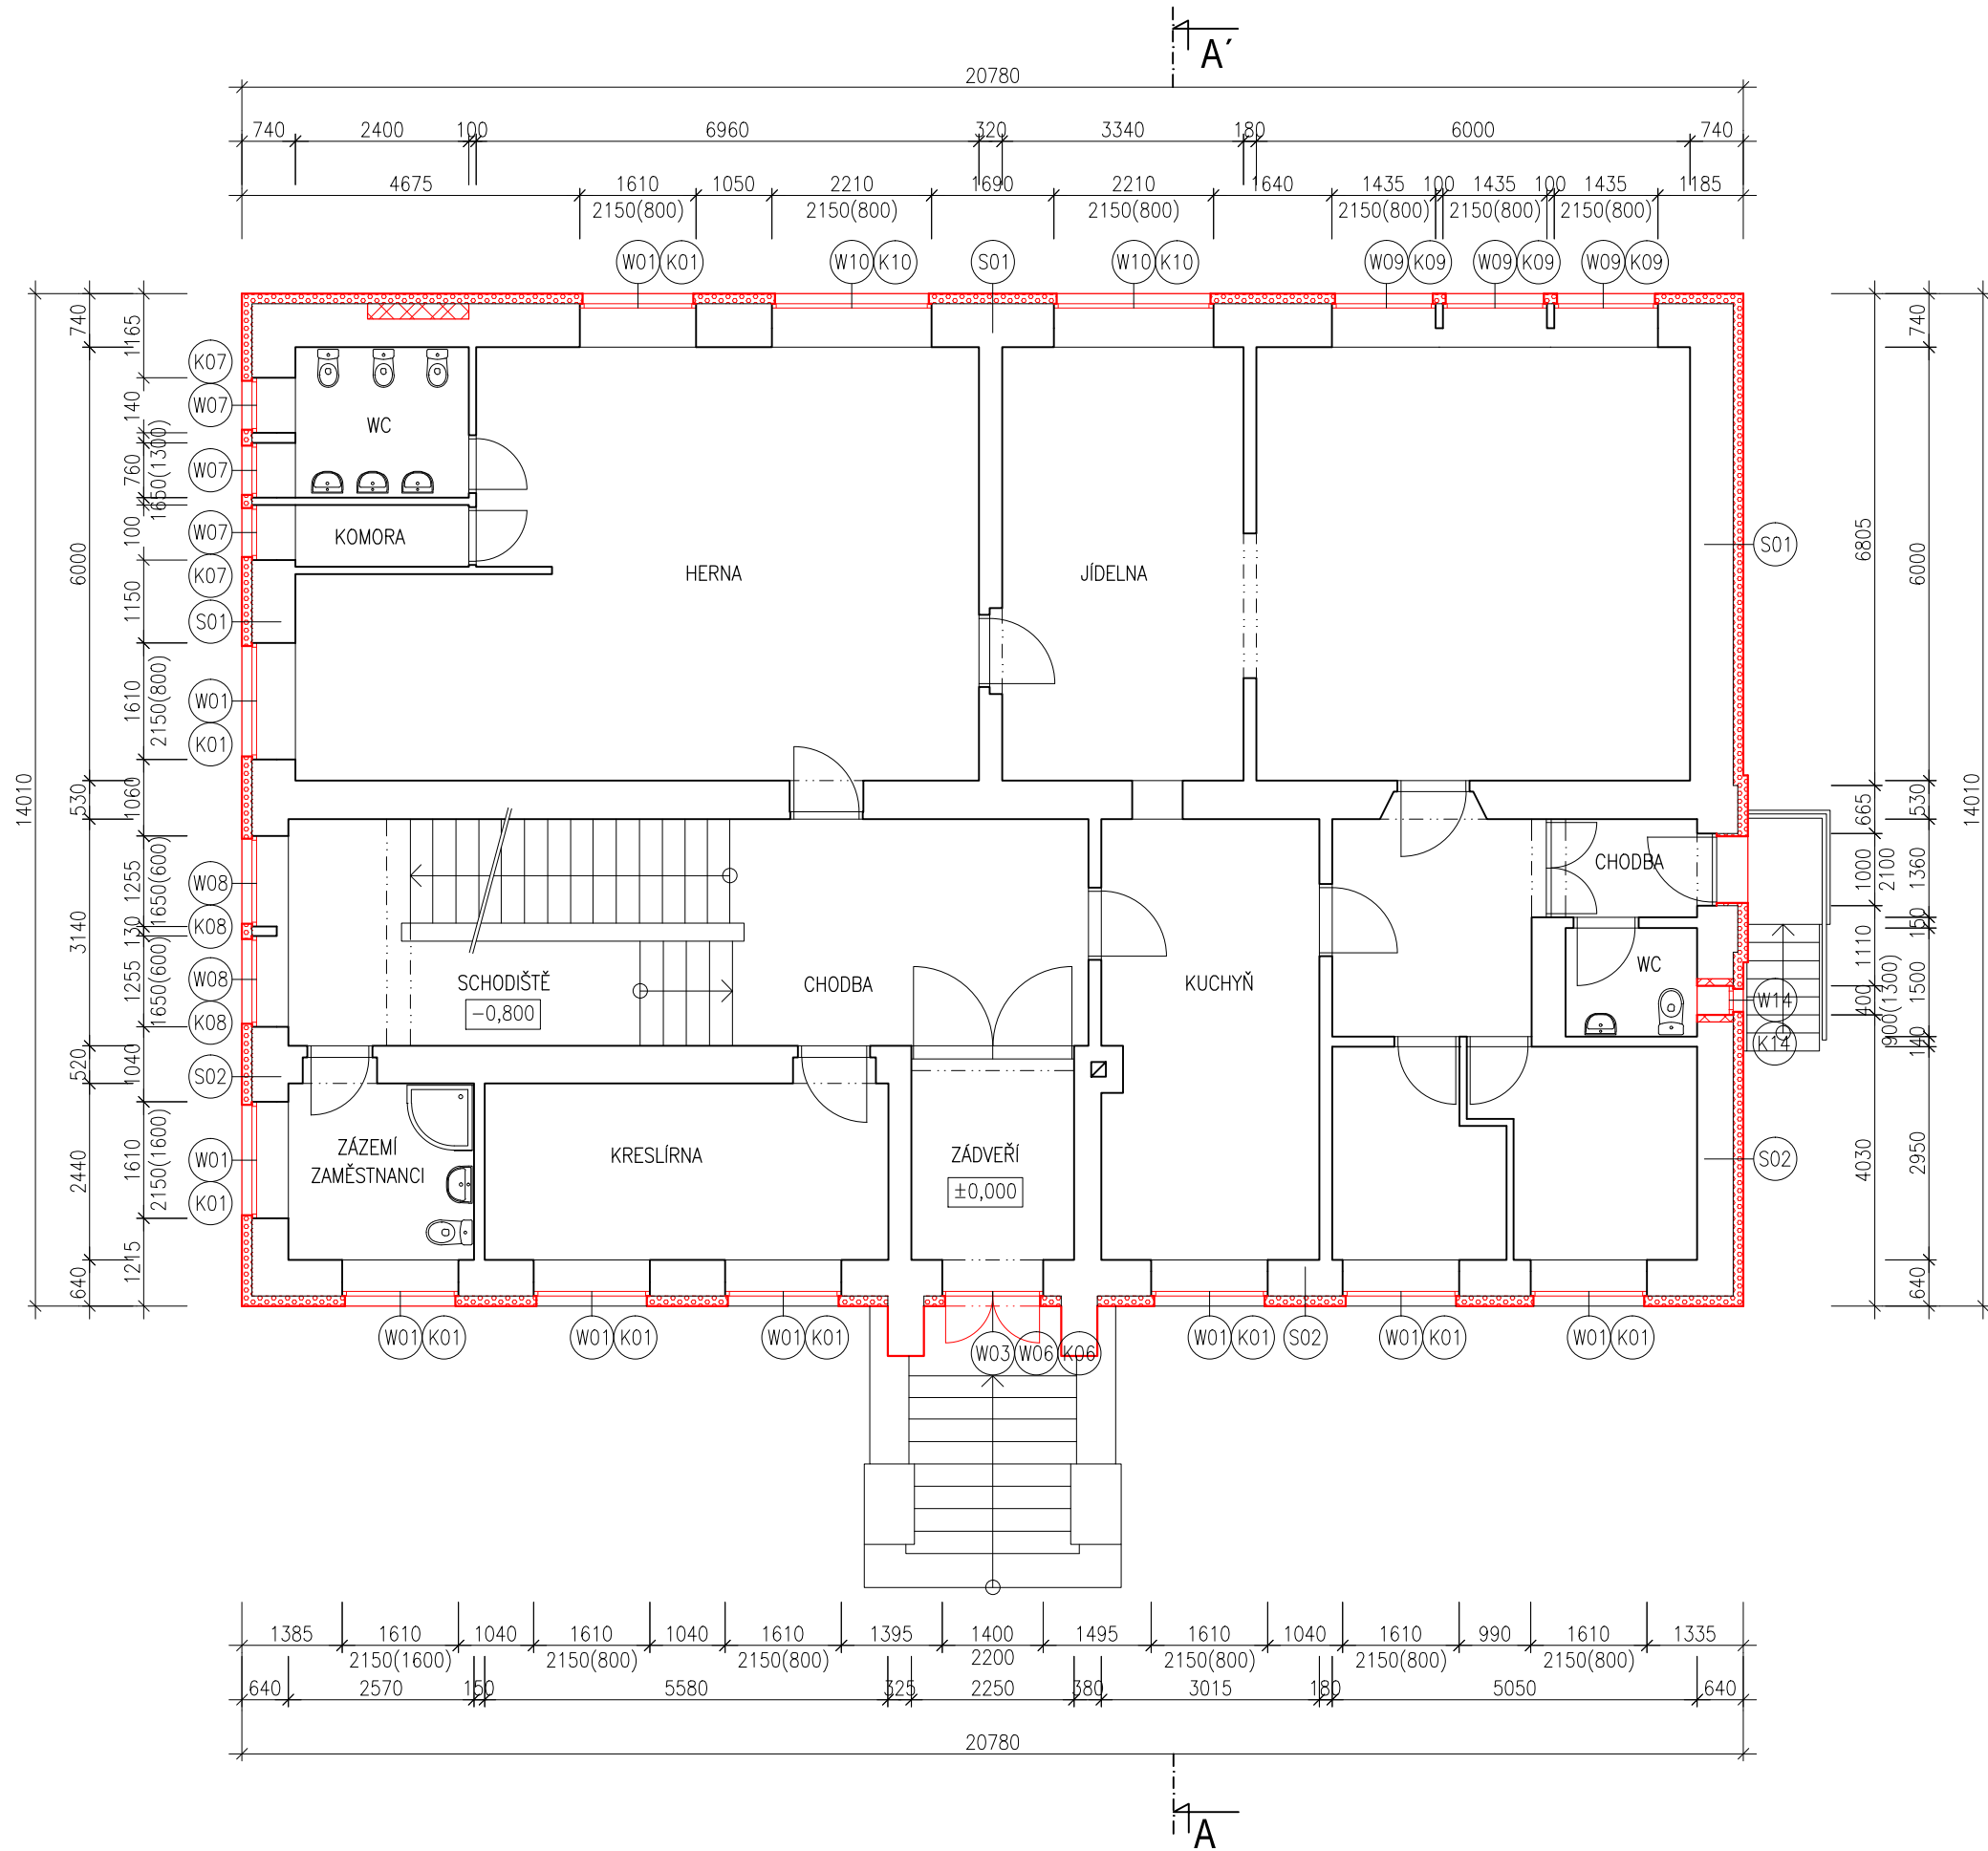 A´
20780
740 2400 100 6960 320 3340 180 6000 740
4675 1610 1050 2210 1690 2210 1640 1435 100 1435 100 1435 1185
2150(800) 2150(800) 2150(800) 2150(800) 2150(800) 2150(800)
W01 K01 W10 K10 S01 W10 K10 W09 K09 W09 K09 W09 K09
14010
740 6000 530 3140 520 2440 640
1165 140 760 100 1150 1610 1060 1255 130 1255 1040 1610 1215
1650(1300) 2150(800) 1650(600) 1650(600) 2150(1600)
K07
W07
W07
W07
K07
S01
W01
K01
W08
K08
W08
K08
S02
W01
K01
WC
KOMORA
HERNA
JÍDELNA
SCHODIŠTĚ
-0,800
CHODBA
KUCHYŇ
CHODBA
WC
ZÁZEMÍ
ZAMĚSTNANCI
KRESLÍRNA
ZÁDVEŘÍ
±0,000
S01
W14
K14
S02
6805 665 1000 1110 400 4030
2100 900(1300)
740 6000 530 1360 150 1500 140 2950 640
14010
W01 K01 W01 K01 W01 K01 W03 W06 K06 W01 K01 S02 W01 K01 W01 K01
1385 1610 1040 1610 1040 1610 1395 1400 1495 1610 1040 1610 990 1610 1335
2150(1600) 2150(800) 2150(800) 2200 2150(800) 2150(800) 2150(800)
640 2570 150 5580 325 2250 380 3015 180 5050 640
20780
A